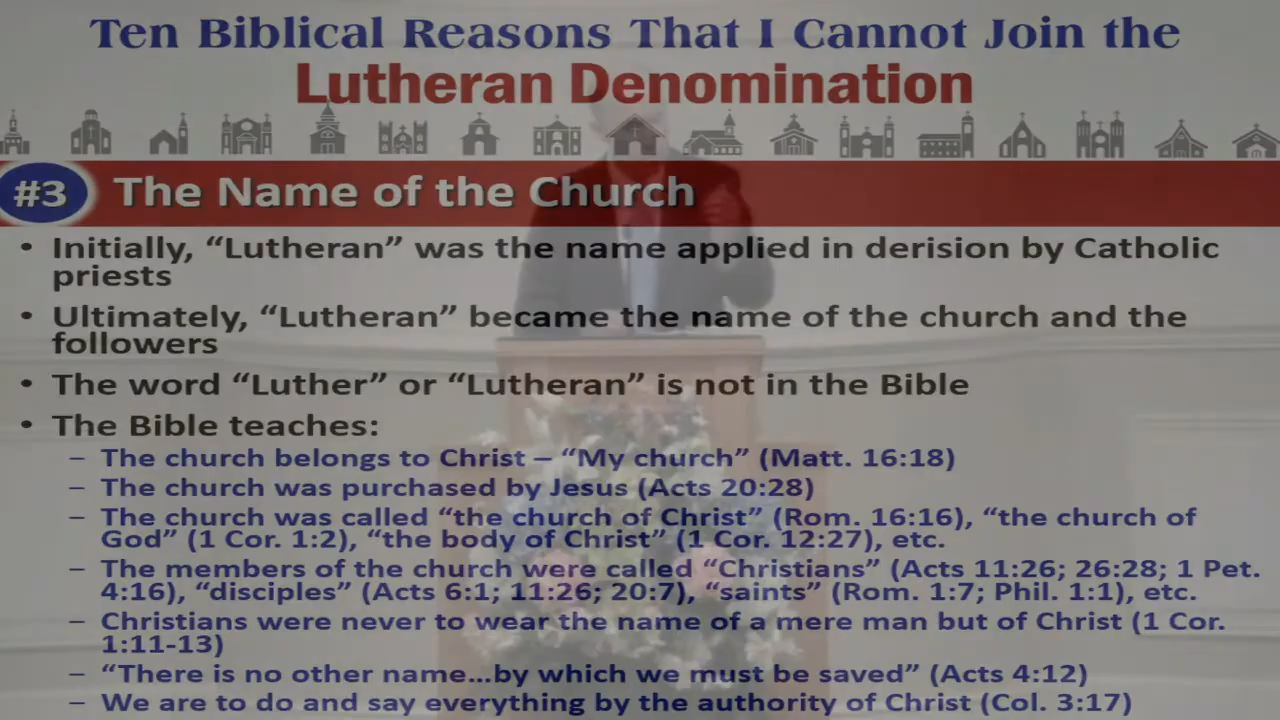 Ten Biblical Reasons That I Cannot Join the
Lutheran Denomination
#3 The Name of the Church
• Initially, “Lutheran” was the name applied in derision by Catholic
priests
• Ultimately, “Lutheran” became the name of the church and the
followers
• The word “Luther” or “Lutheran” is not in the Bible
• The Bible teaches:
– The church belongs to Christ – “My church” (Matt. 16:18)
– The church was purchased by Jesus (Acts 20:28)
– The church was called “the church of Christ” (Rom. 16:16), “the church of
God” (1 Cor. 1:2), “the body of Christ” (1 Cor. 12:27), etc.
– The members of the church were called “Christians” (Acts 11:26; 26:28; 1 Pet.
4:16), “disciples” (Acts 6:1; 11:26; 20:7), “saints” (Rom. 1:7; Phil. 1:1), etc.
– Christians were never to wear the name of a mere man but of Christ (1 Cor.
1:11-13)
– “There is no other name...by which we must be saved” (Acts 4:12)
– We are to do and say everything by the authority of Christ (Col. 3:17)